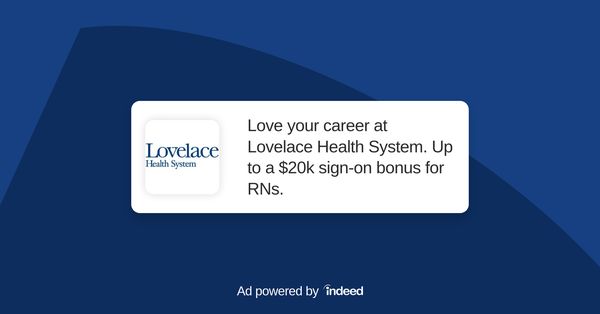 Lovelace
Health System
Love your career at
Lovelace Health System. Up
to a $20k sign-on bonus for
RNs.
Ad powered by indeed